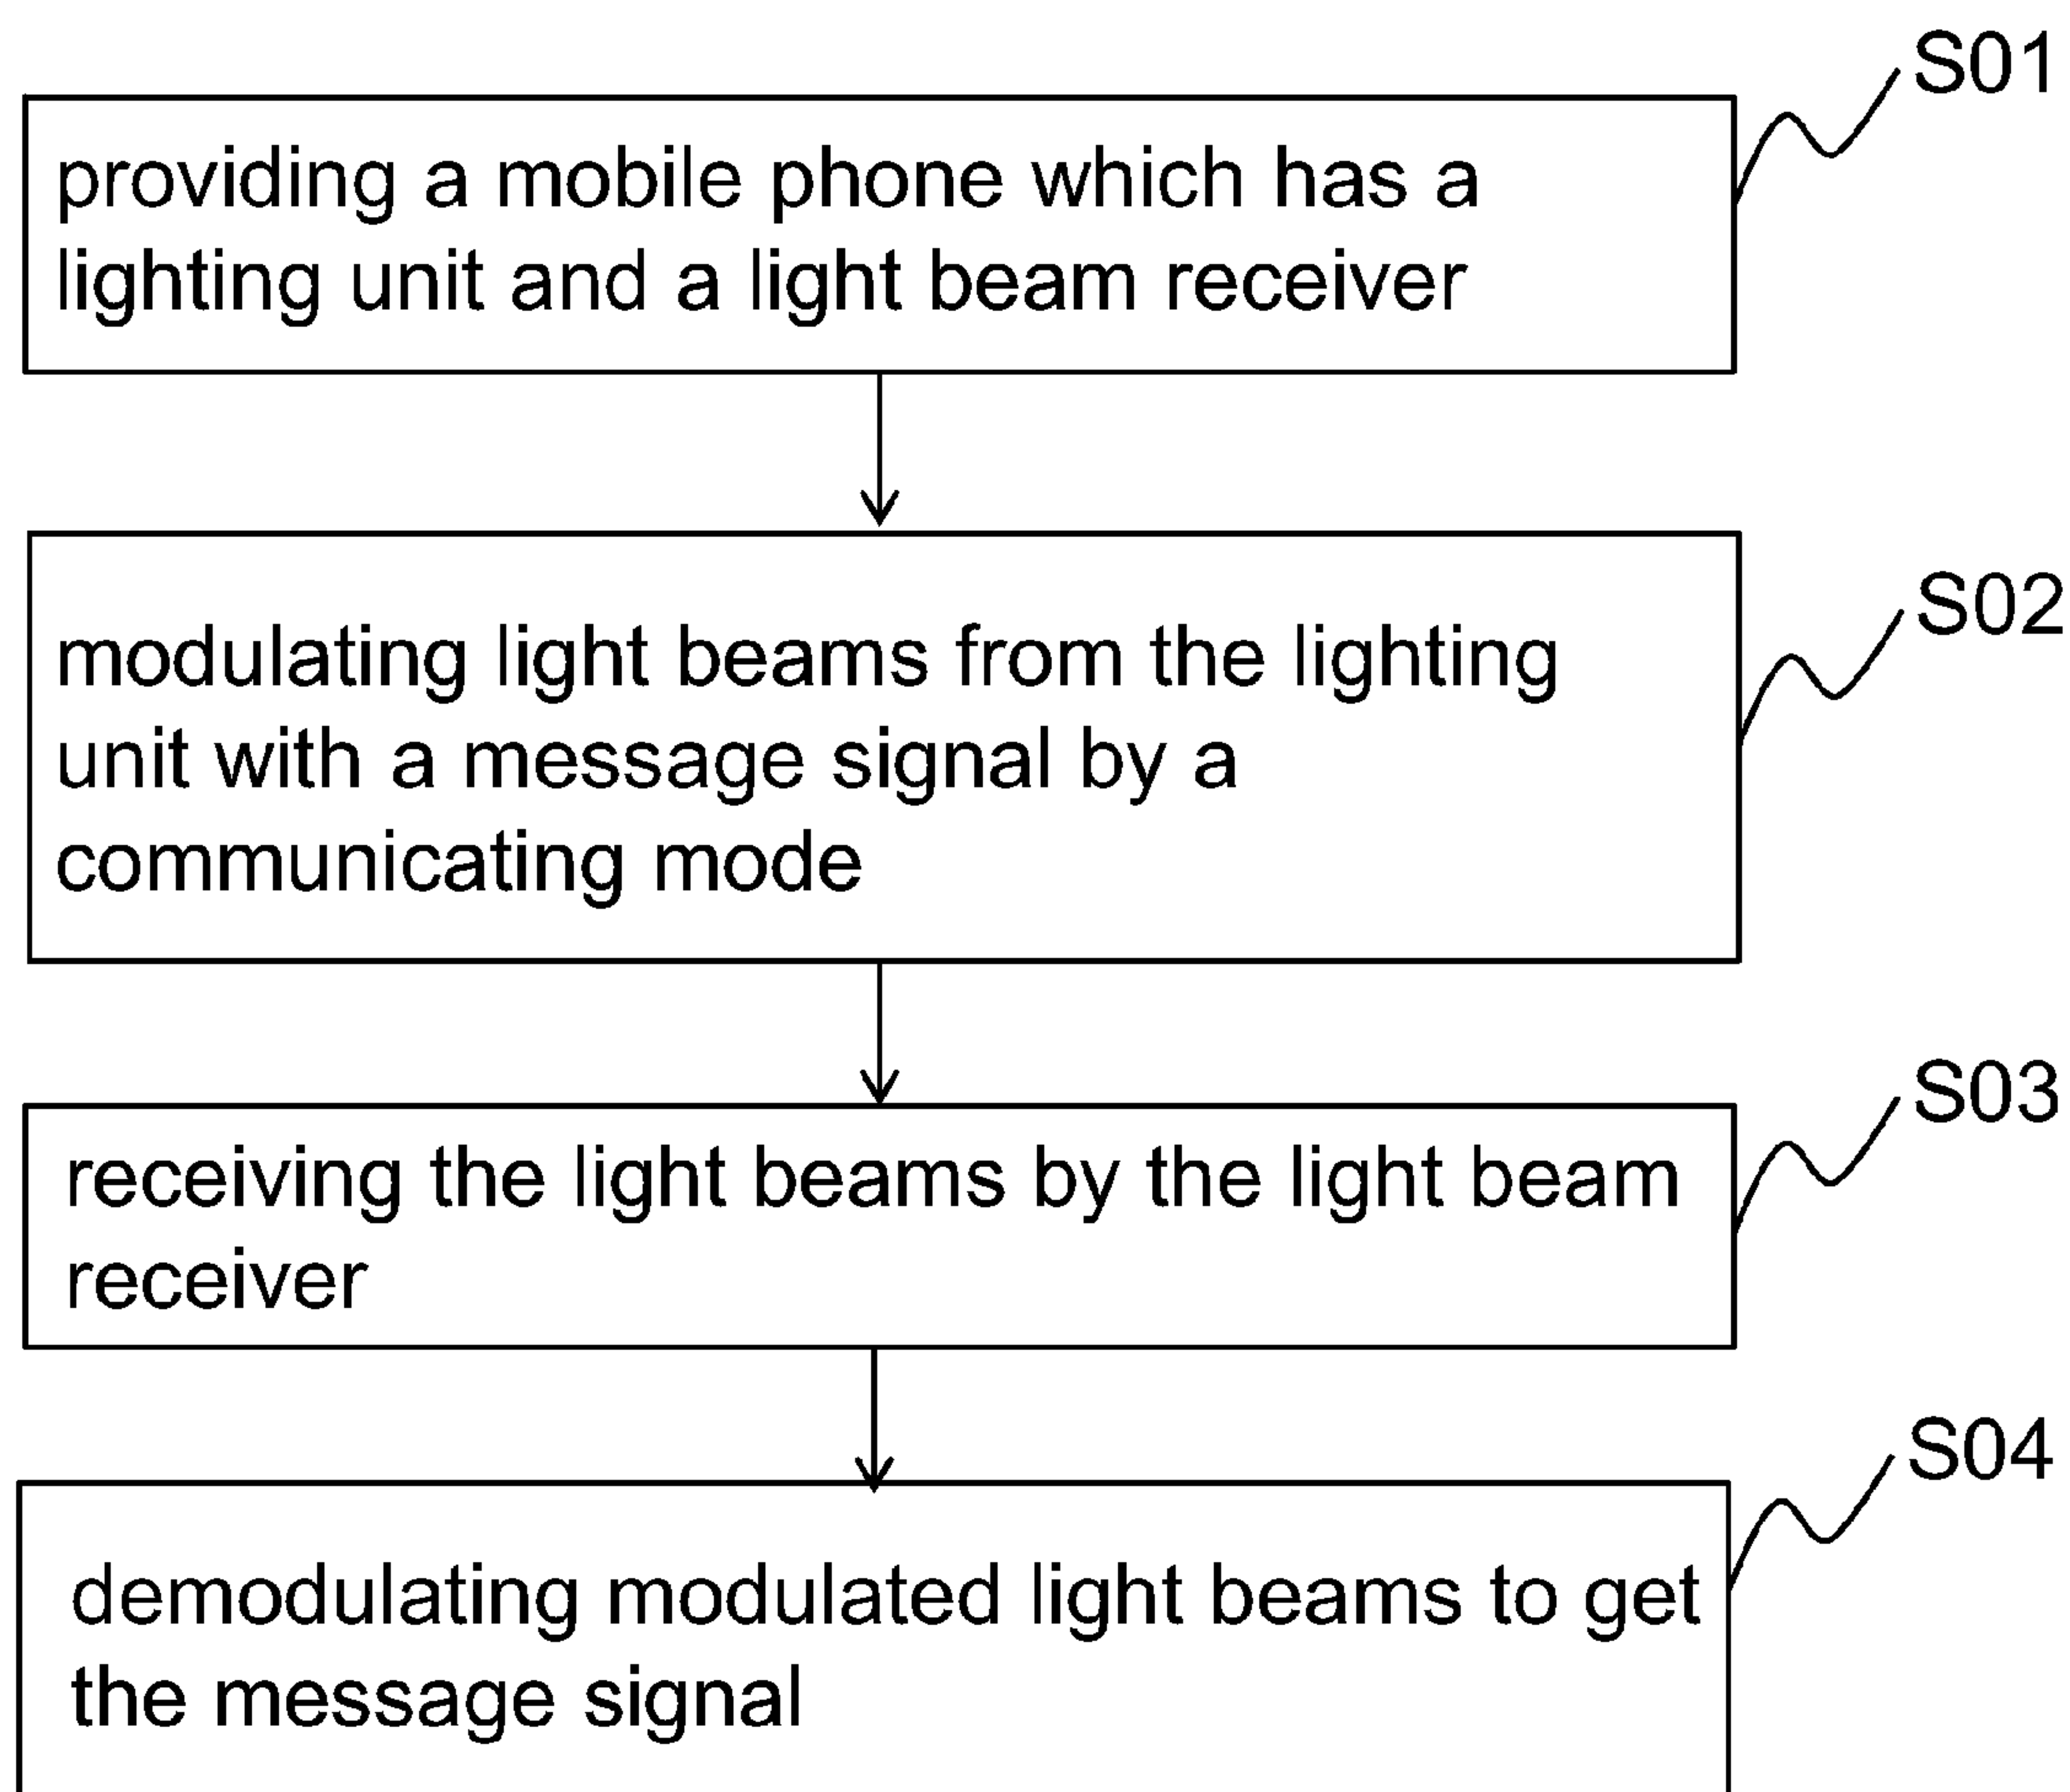 S01
providing a mobile phone which has a
lighting unit and a light beam receiver
S02
modulating light beams from the lighting
unit with a message signal by a
communicating mode
S03
receiving the light beams by the light beam
receiver
S04
demodulating modulated light beams to get
the message signal